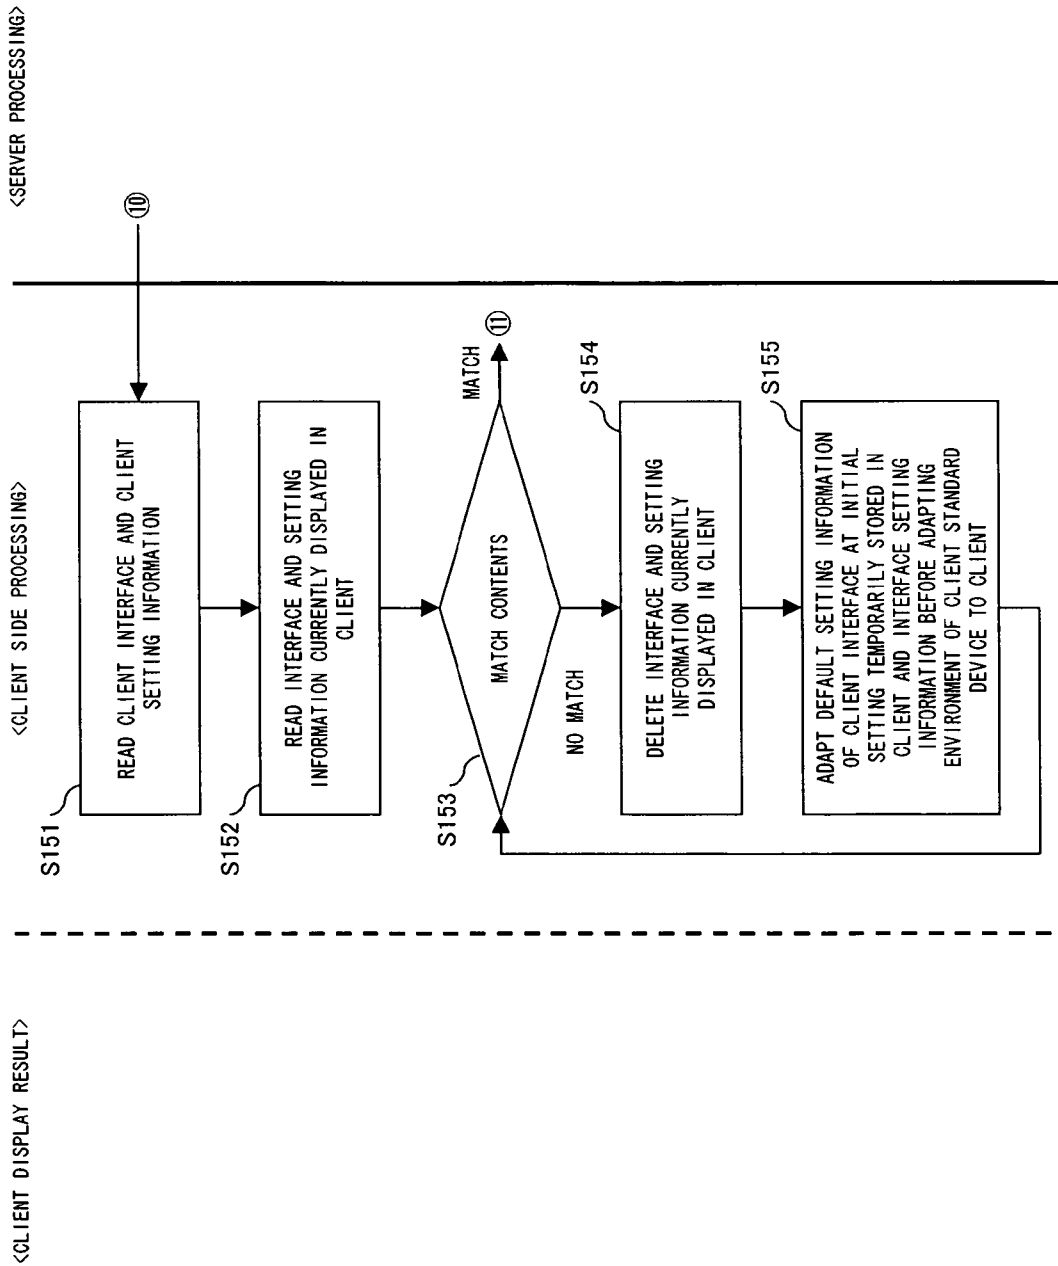 <CLIENT DISPLAY RESULT>
<CLIENT SIDE PROCESSING>
<SERVER PROCESSING>
⑩
S151
READ CLIENT INTERFACE AND CLIENT
SETTING INFORMATION
S152
READ INTERFACE AND SETTING
INFORMATION CURRENTLY DISPLAYED IN
CLIENT
S153
MATCH CONTENTS
MATCH
⑪
NO MATCH
S154
DELETE INTERFACE AND SETTING
INFORMATION CURRENTLY
DISPLAYED IN CLIENT
S155
ADAPT DEFAULT SETTING INFORMATION
OF CLIENT INTERFACE AT INITIAL
SETTING TEMPORARILY STORED IN
CLIENT AND INTERFACE SETTING
INFORMATION BEFORE ADAPTING
ENVIRONMENT OF CLIENT STANDARD
DEVICE TO CLIENT